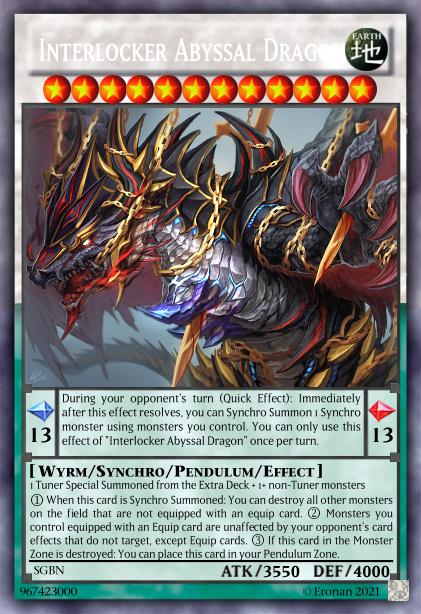 Interlocker Abyssal Dragon
EARTH
地
During your opponent's turn (Quick Effect): Immediately
after this effect resolves, you can Synchro Summon 1 Synchro
monster using monsters you control. You can only use this
effect of "Interlocker Abyssal Dragon" once per turn.
13
13
[ Wyrm/Synchro/Pendulum/Effect ]
1 Tuner Special Summoned from the Extra Deck + 1+ non-Tuner monsters
① When this card is Synchro Summoned: You can destroy all other monsters
on the field that are not equipped with an equip card. ② Monsters you
control equipped with an Equip card are unaffected by your opponent's card
effects that do not target, except Equip cards. ③ If this card in the Monster
Zone is destroyed: You can place this card in your Pendulum Zone.
SGBN ATK/3550 DEF/4000
967423000 © Eronan 2021